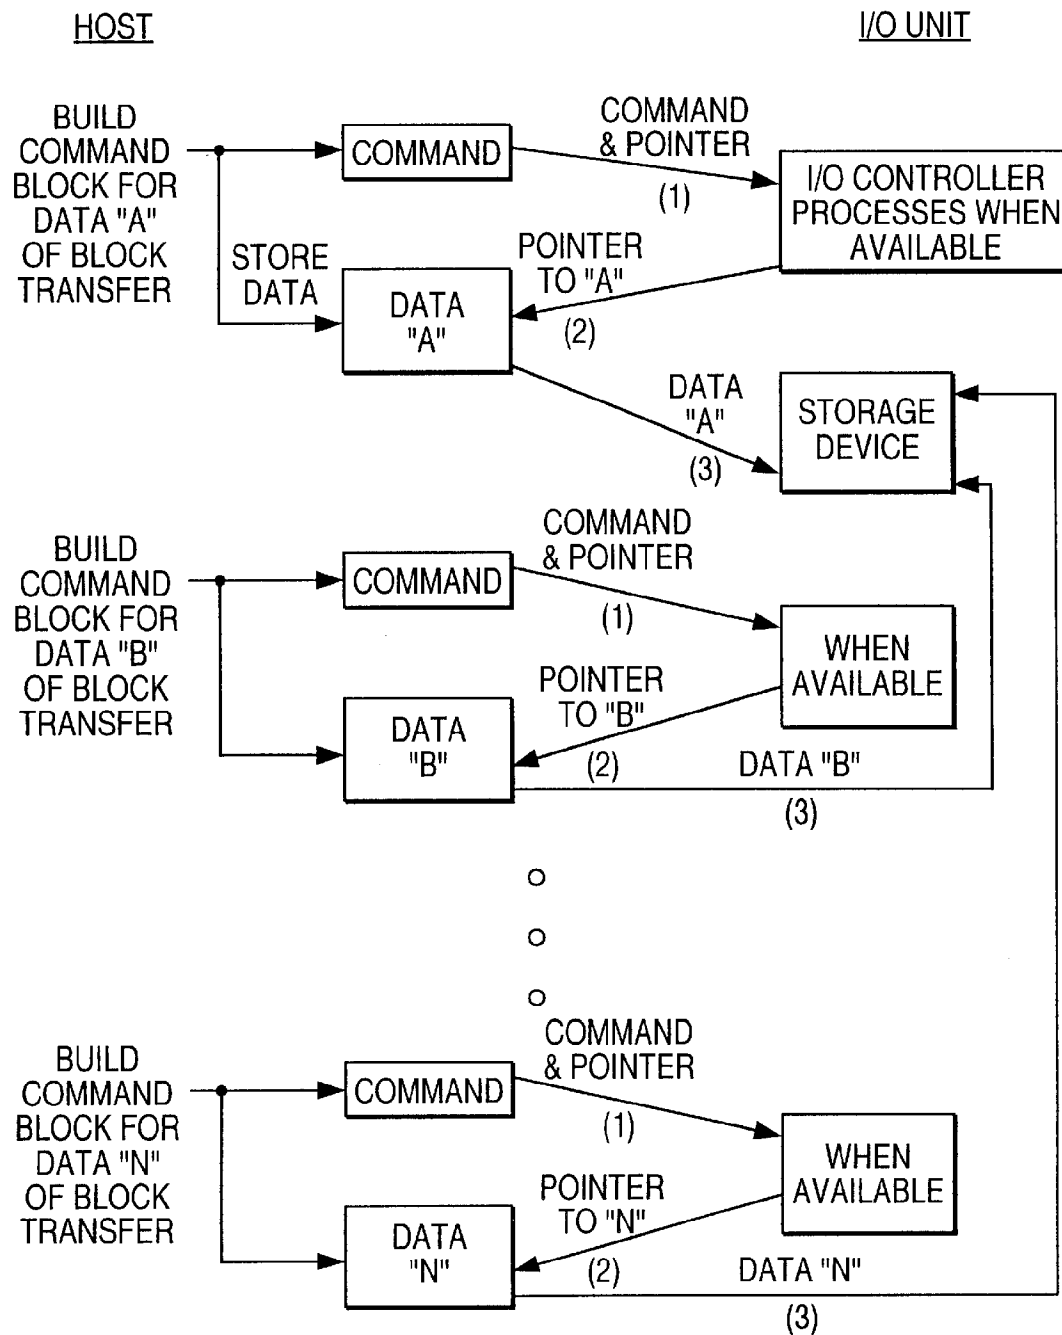 HOST
I/O UNIT
BUILD
COMMAND
BLOCK FOR
DATA "A"
OF BLOCK
TRANSFER
COMMAND
COMMAND
& POINTER
(1)
I/O CONTROLLER
PROCESSES WHEN
AVAILABLE
STORE
DATA
DATA
"A"
POINTER
TO "A"
(2)
DATA
"A"
(3)
STORAGE
DEVICE
BUILD
COMMAND
BLOCK FOR
DATA "B"
OF BLOCK
TRANSFER
COMMAND
COMMAND
& POINTER
(1)
WHEN
AVAILABLE
DATA
"B"
POINTER
TO "B"
(2)
DATA "B"
(3)
BUILD
COMMAND
BLOCK FOR
DATA "N"
OF BLOCK
TRANSFER
COMMAND
COMMAND
& POINTER
(1)
WHEN
AVAILABLE
DATA
"N"
POINTER
TO "N"
(2)
DATA "N"
(3)